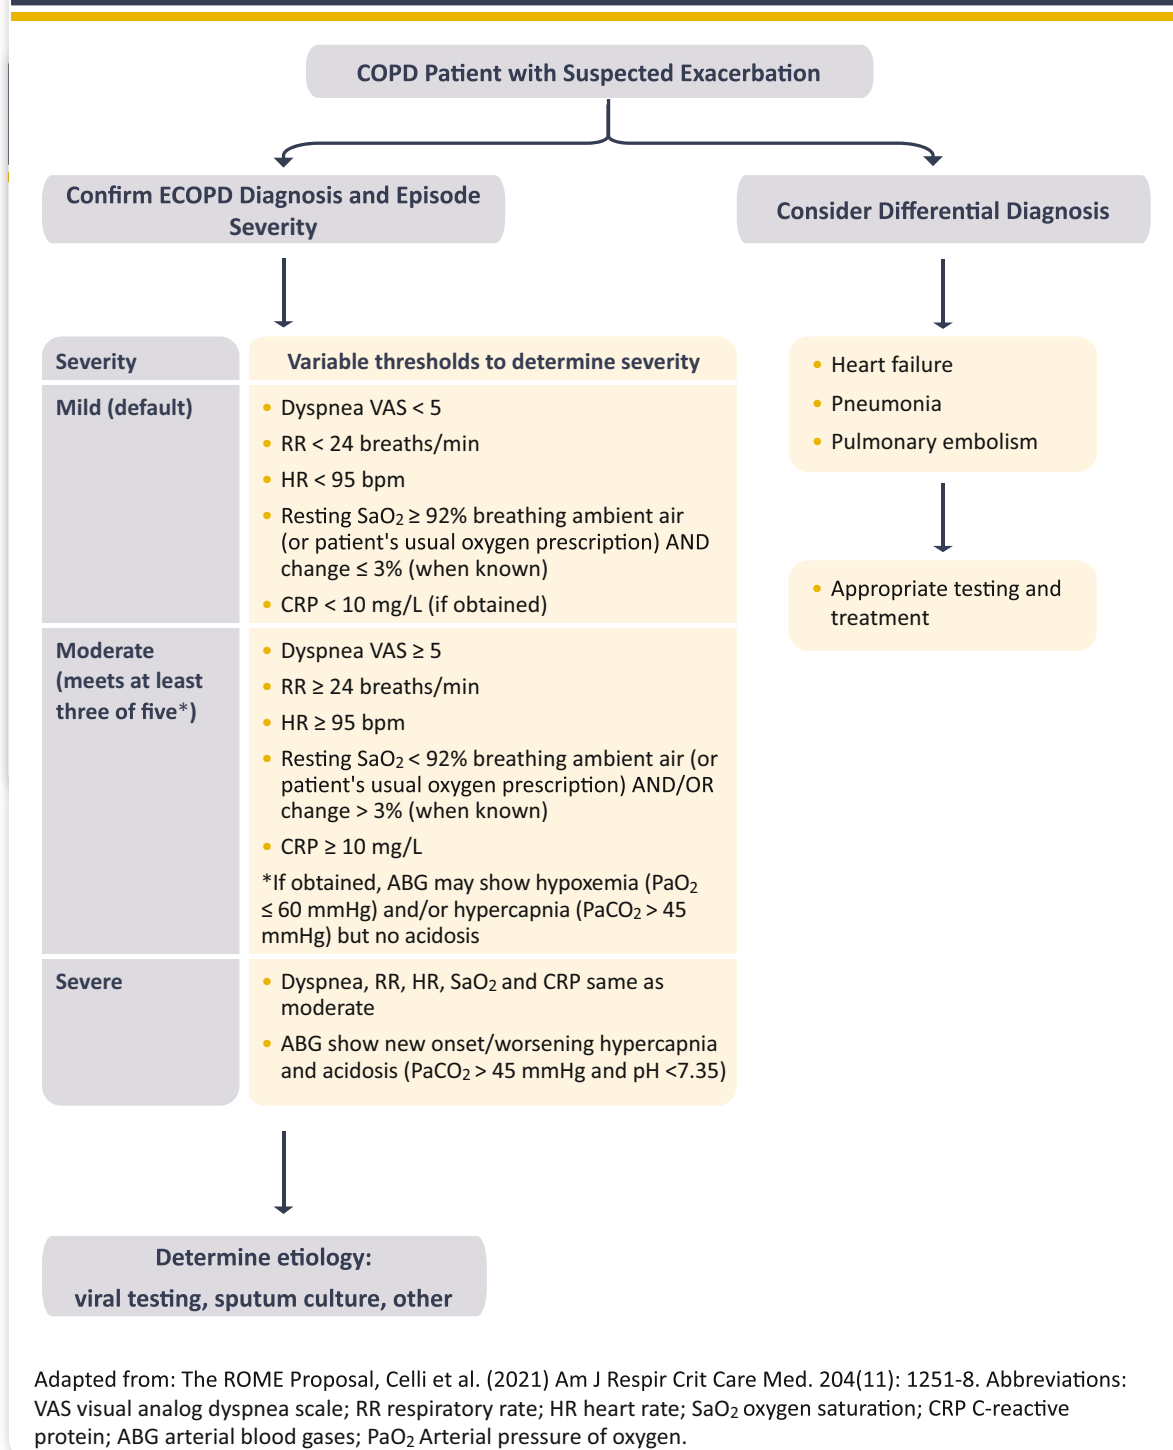 COPD Patient with Suspected Exacerbation
Confirm ECOPD Diagnosis and Episode
Severity
Consider Differential Diagnosis
Severity
Variable thresholds to determine severity
Mild (default)
• Dyspnea VAS < 5
• RR < 24 breaths/min
• HR < 95 bpm
• Resting SaO₂ ≥ 92% breathing ambient air
(or patient's usual oxygen prescription) AND
change ≤ 3% (when known)
• CRP < 10 mg/L (if obtained)
Moderate
(meets at least
three of five*)
• Dyspnea VAS ≥ 5
• RR ≥ 24 breaths/min
• HR ≥ 95 bpm
• Resting SaO₂ < 92% breathing ambient air (or
patient's usual oxygen prescription) AND/OR
change > 3% (when known)
• CRP ≥ 10 mg/L
*If obtained, ABG may show hypoxemia (PaO₂
≤ 60 mmHg) and/or hypercapnia (PaCO₂ > 45
mmHg) but no acidosis
Severe
• Dyspnea, RR, HR, SaO₂ and CRP same as
moderate
• ABG show new onset/worsening hypercapnia
and acidosis (PaCO₂ > 45 mmHg and pH <7.35)
• Heart failure
• Pneumonia
• Pulmonary embolism
• Appropriate testing and
treatment
Determine etiology:
viral testing, sputum culture, other
Adapted from: The ROME Proposal, Celli et al. (2021) Am J Respir Crit Care Med. 204(11): 1251-8. Abbreviations:
VAS visual analog dyspnea scale; RR respiratory rate; HR heart rate; SaO₂ oxygen saturation; CRP C-reactive
protein; ABG arterial blood gases; PaO₂ Arterial pressure of oxygen.